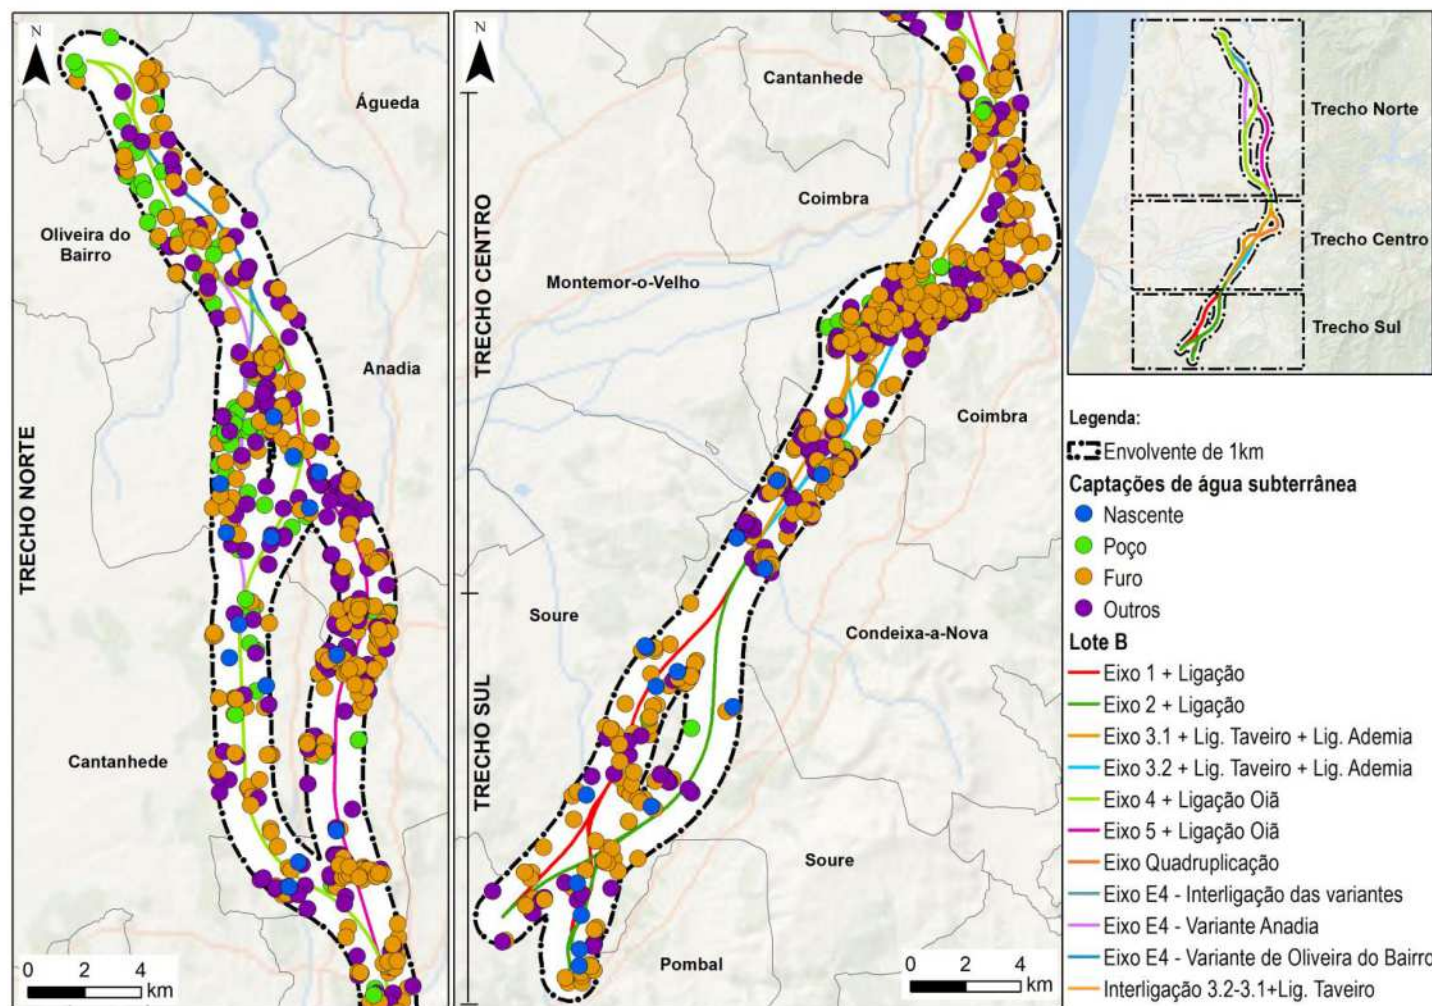 N
Águeda
Oliveira do
Bairro
Anadia
TRECHO NORTE
Cantanhede
0 2 4
km
N
Cantanhede
Coimbra
TRECHO CENTRO
Montemor-o-Velho
Coimbra
Soure
Condeixa-a-Nova
TRECHO SUL
Soure
Pombal
0 2 4
km
Trecho Norte
Trecho Centro
Trecho Sul
Legenda:
Envolvente de 1km
Captações de água subterrânea
Nascente
Poço
Furo
Outros
Lote B
Eixo 1 + Ligação
Eixo 2 + Ligação
Eixo 3.1 + Lig. Taveiro + Lig. Ademia
Eixo 3.2 + Lig. Taveiro + Lig. Ademia
Eixo 4 + Ligação Oiã
Eixo 5 + Ligação Oiã
Eixo Quadruplicação
Eixo E4 - Interligação das variantes
Eixo E4 - Variante Anadia
Eixo E4 - Variante de Oliveira do Bairro
Interligação 3.2-3.1+Lig. Taveiro